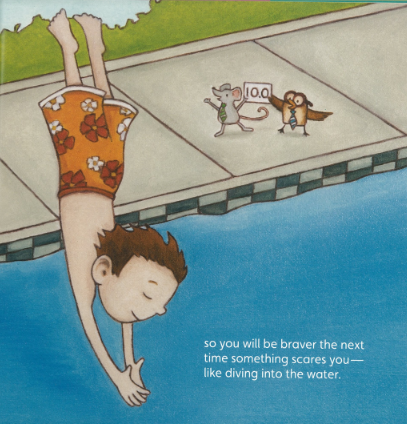 10.0
so you will be braver the next
time something scares you—
like diving into the water.